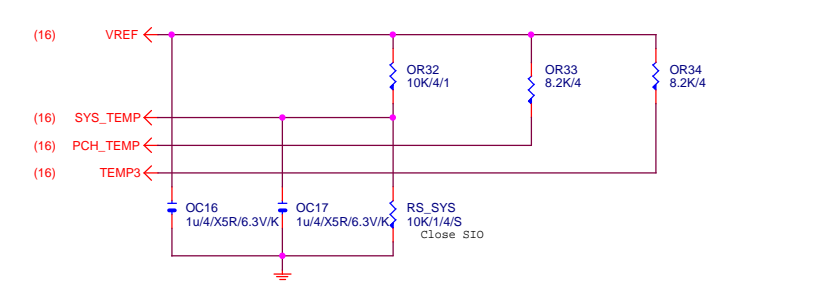 (16) VREF
OR32
10K/4/1
OR33
8.2K/4
OR34
8.2K/4
(16) SYS_TEMP
(16) PCH_TEMP
(16) TEMP3
OC16
1u/4/X5R/6.3V/K
OC17
1u/4/X5R/6.3V/K
RS_SYS
10K/1/4/S
Close SIO